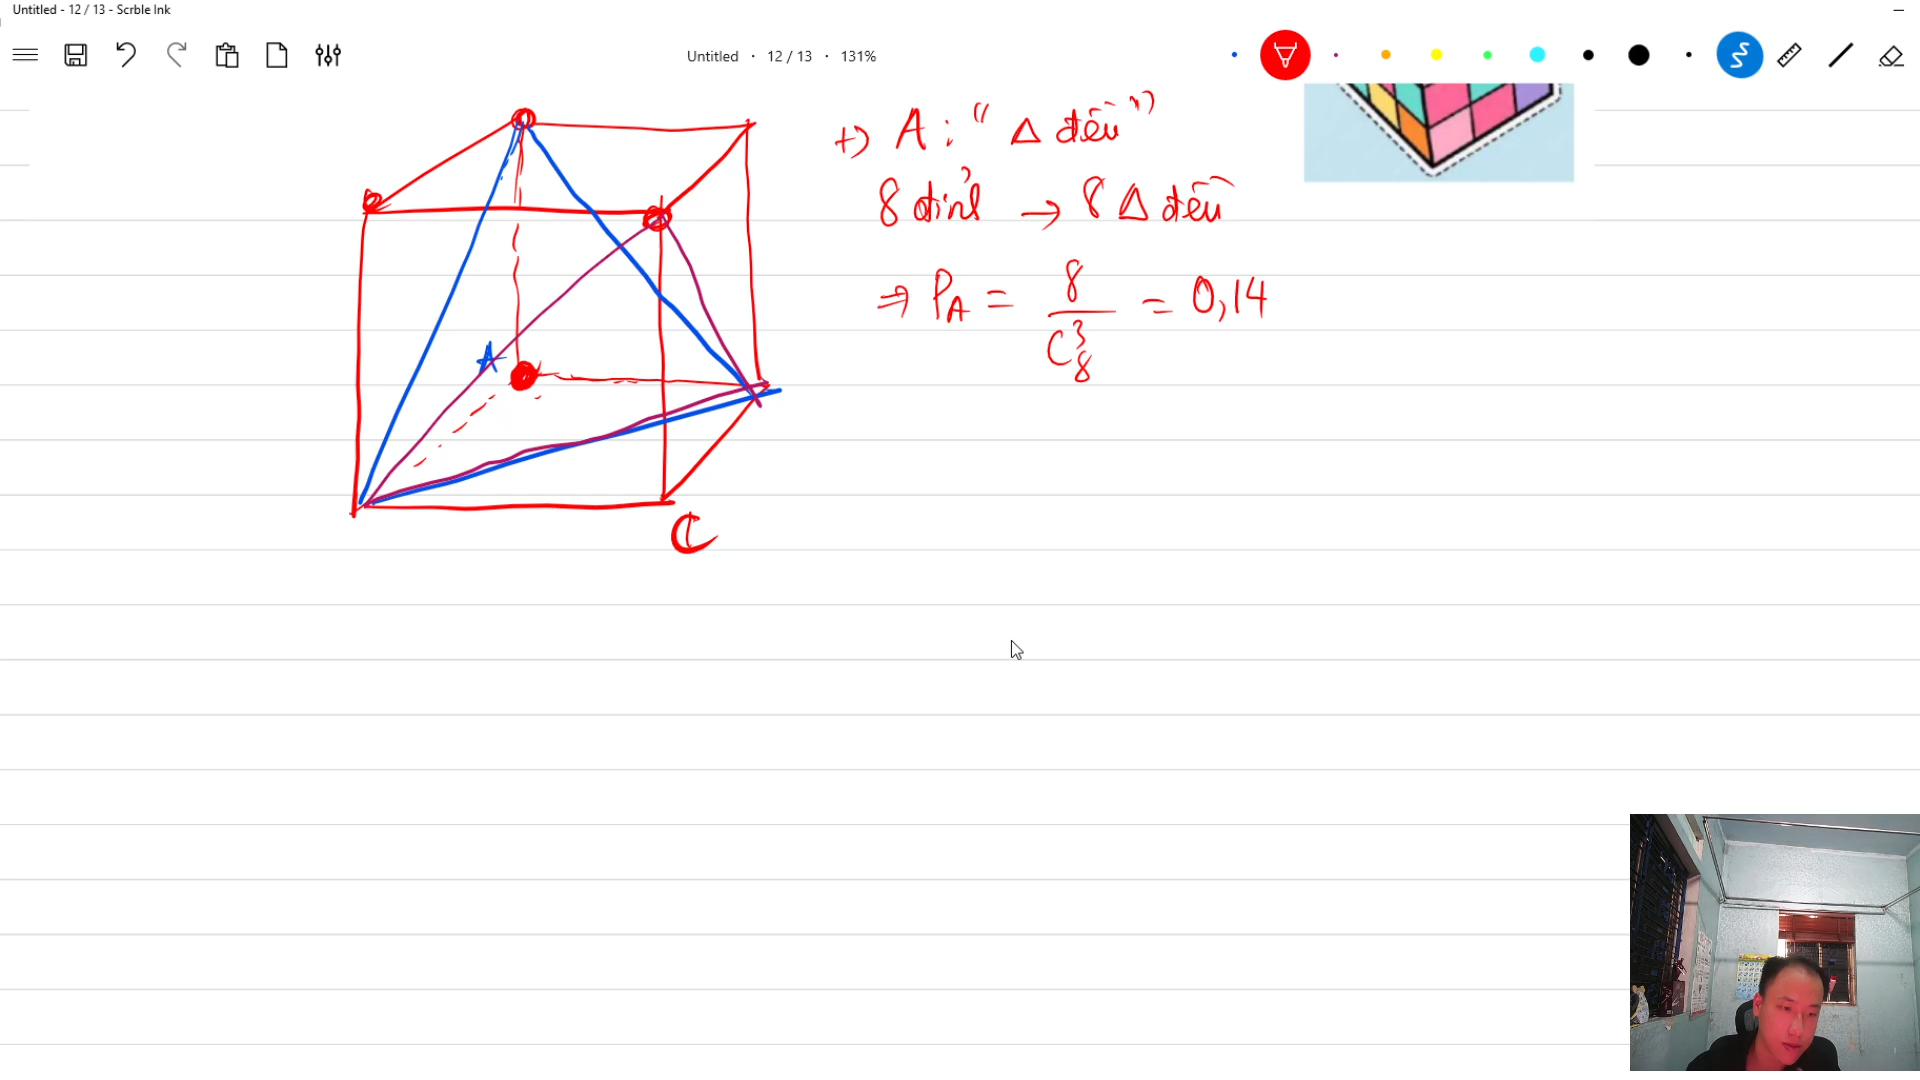 Untitled - 12 / 13 - Scrble Ink
Untitled · 12 / 13 · 131%
+) A : " Δ đều "
8 đỉnh → 8 Δ đều
⇒ P_A = 8 / C_8^3 = 0,14
A
C